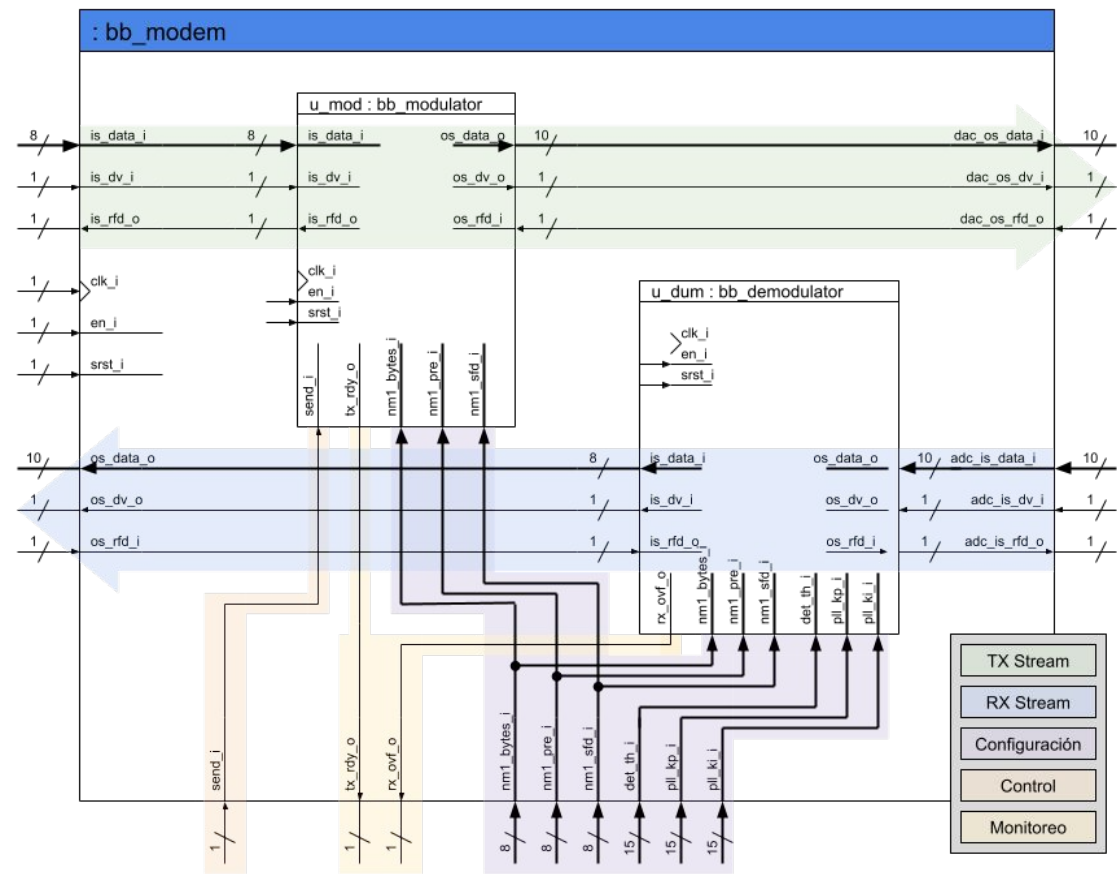 : bb_modem
u_mod : bb_modulator
8 is_data_i 8 is_data_i os_data_o 10 dac_os_data_i 10
1 is_dv_i 1 is_dv_i os_dv_o 1 dac_os_dv_i 1
1 is_rfd_o 1 is_rfd_o os_rfd_i 1 dac_os_rfd_o 1
1 clk_i clk_i
1 en_i en_i
1 srst_i srst_i
u_dum : bb_demodulator
clk_i
en_i
srst_i
send_i tx_rdy_o nm1_bytes_i nm1_pre_i nm1_sfd_i
10 os_data_o 8 is_data_i os_data_o 10 adc_is_data_i 10
1 os_dv_o 1 is_dv_i os_dv_o 1 adc_is_dv_i 1
1 os_rfd_i 1 is_rfd_o os_rfd_i 1 adc_is_rfd_o 1
rx_ovf_o nm1_bytes_i nm1_pre_i nm1_sfd_i det_th_i pll_kp_i pll_ki_i
send_i tx_rdy_o rx_ovf_o nm1_bytes_i nm1_pre_i nm1_sfd_i det_th_i pll_kp_i pll_ki_i
1 1 1 8 8 8 15 15 15
TX Stream
RX Stream
Configuración
Control
Monitoreo